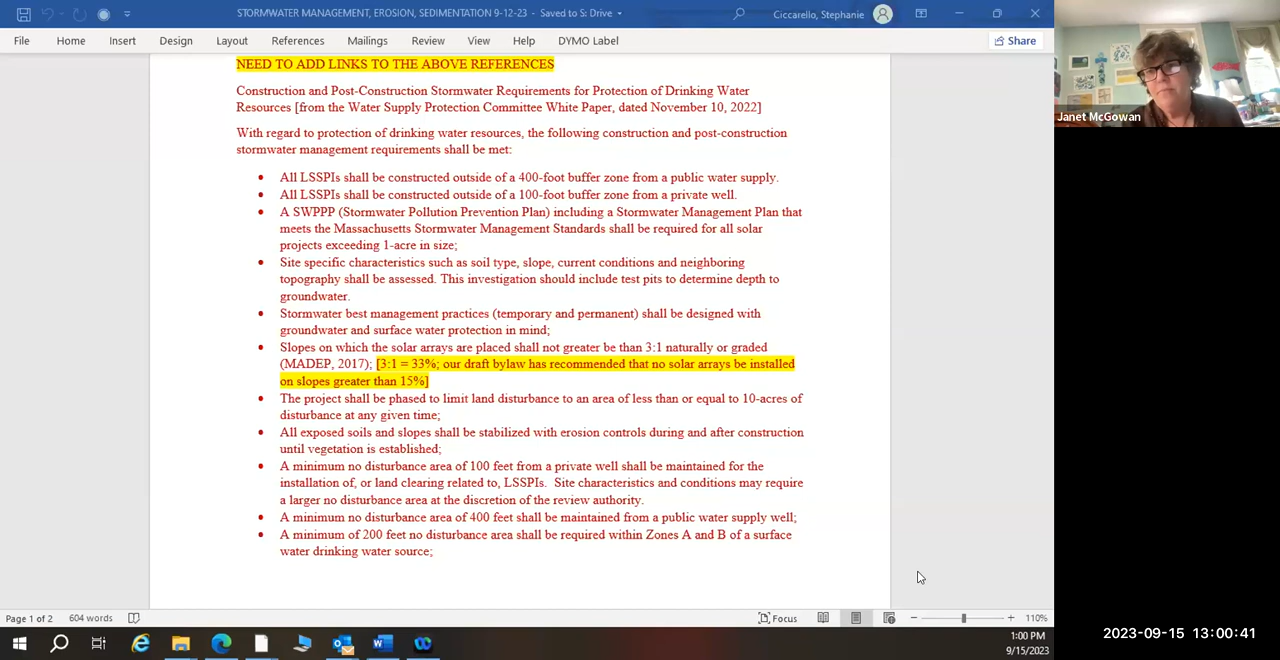 STORMWATER MANAGEMENT, EROSION, SEDIMENTATION 9-12-23 - Saved to S: Drive
Ciccarello, Stephanie
File Home Insert Design Layout References Mailings Review View Help DYMO Label Share
NEED TO ADD LINKS TO THE ABOVE REFERENCES
Construction and Post-Construction Stormwater Requirements for Protection of Drinking Water
Resources [from the Water Supply Protection Committee White Paper, dated November 10, 2022]
With regard to protection of drinking water resources, the following construction and post-construction
stormwater management requirements shall be met:
• All LSSPIs shall be constructed outside of a 400-foot buffer zone from a public water supply.
• All LSSPIs shall be constructed outside of a 100-foot buffer zone from a private well.
• A SWPPP (Stormwater Pollution Prevention Plan) including a Stormwater Management Plan that
meets the Massachusetts Stormwater Management Standards shall be required for all solar
projects exceeding 1-acre in size;
• Site specific characteristics such as soil type, slope, current conditions and neighboring
topography shall be assessed. This investigation should include test pits to determine depth to
groundwater.
• Stormwater best management practices (temporary and permanent) shall be designed with
groundwater and surface water protection in mind;
• Slopes on which the solar arrays are placed shall not greater be than 3:1 naturally or graded
(MADEP, 2017); [3:1 = 33%; our draft bylaw has recommended that no solar arrays be installed
on slopes greater than 15%]
• The project shall be phased to limit land disturbance to an area of less than or equal to 10-acres of
disturbance at any given time;
• All exposed soils and slopes shall be stabilized with erosion controls during and after construction
until vegetation is established;
• A minimum no disturbance area of 100 feet from a private well shall be maintained for the
installation of, or land clearing related to, LSSPIs. Site characteristics and conditions may require
a larger no disturbance area at the discretion of the review authority.
• A minimum no disturbance area of 400 feet shall be maintained from a public water supply well;
• A minimum of 200 feet no disturbance area shall be required within Zones A and B of a surface
water drinking water source;
Page 1 of 2 604 words Focus 110%
1:00 PM
9/15/2023
Janet McGowan
2023-09-15 13:00:41